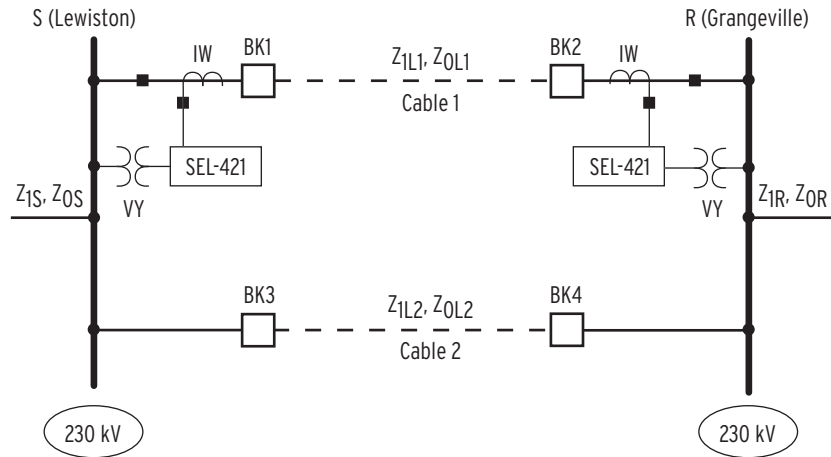 S (Lewiston)
R (Grangeville)
IW
BK1
Z1L1, Z0L1
BK2
IW
Cable 1
SEL-421
SEL-421
Z1S, Z0S
VY
VY
Z1R, Z0R
BK3
Z1L2, Z0L2
BK4
Cable 2
230 kV
230 kV